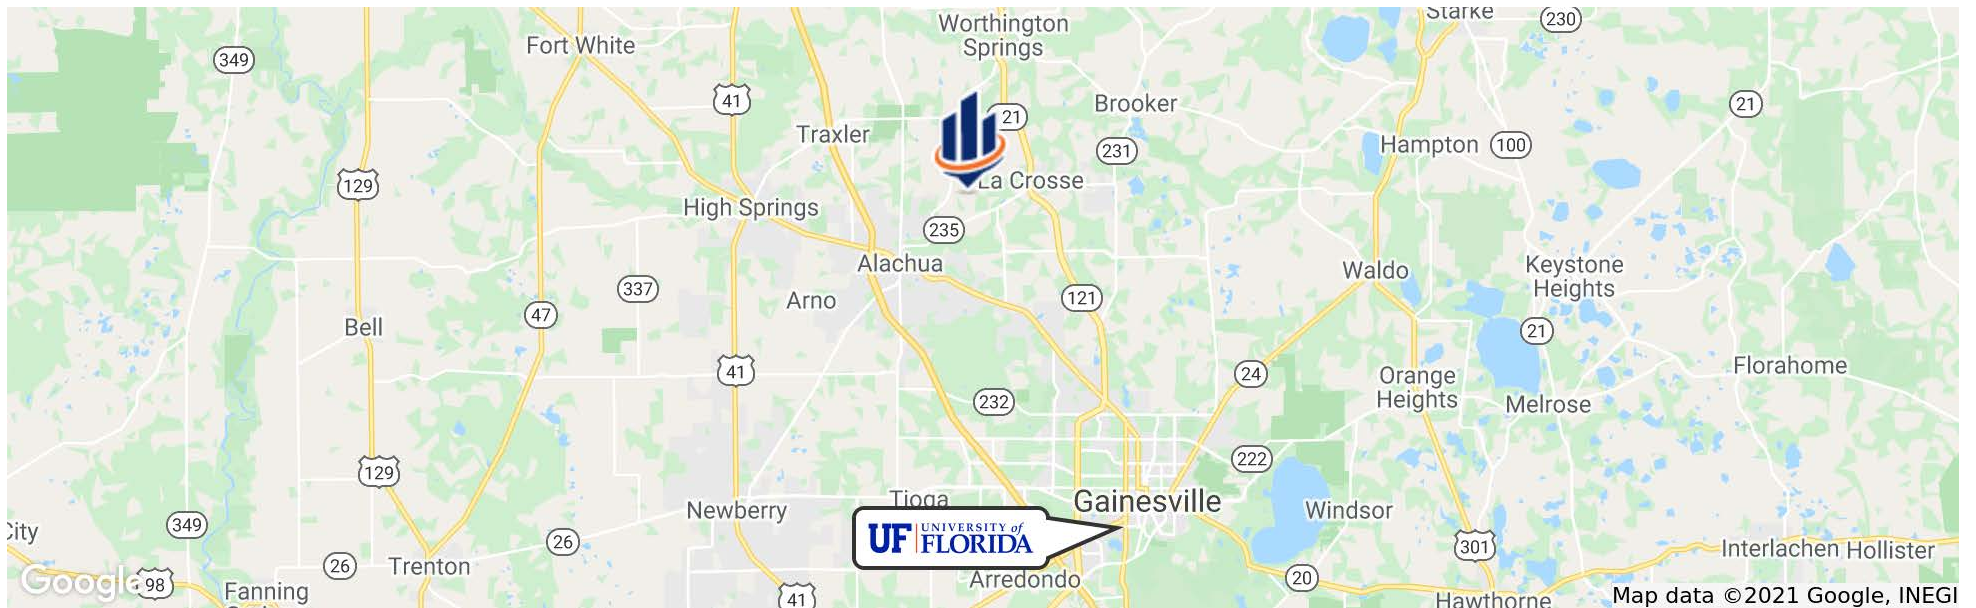 Worthington
Springs
Starke
230
Fort White
349
41
21
Brooker
21
Traxler
231
Hampton
100
129
La Crosse
High Springs
235
Alachua
Waldo
Keystone
Heights
337
Arno
121
47
Bell
21
41
24
Florahome
Orange
Heights
232
Melrose
129
222
Newberry
Tioga
Gainesville
Windsor
349
City
26
UF UNIVERSITY of
FLORIDA
301
Interlachen
Hollister
26
Trenton
Arredondo
20
Google
98
Fanning
41
Hawthorne
Map data ©2021 Google, INEGI